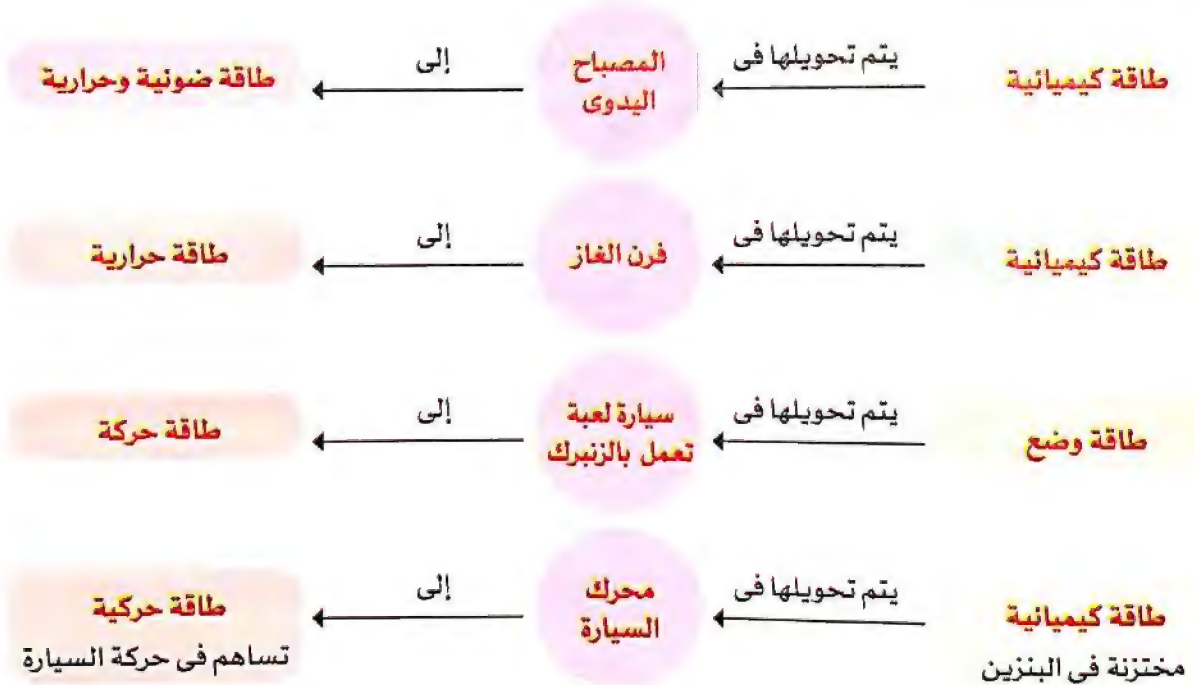 طاقة كيميائية
يتم تحويلها فى
المصباح
اليدوى
إلى
طاقة ضوئية وحرارية
طاقة كيميائية
يتم تحويلها فى
فرن الغاز
إلى
طاقة حرارية
طاقة وضع
يتم تحويلها فى
سيارة لعبة
تعمل بالزنبرك
إلى
طاقة حركة
طاقة كيميائية
مختزنة فى البنزين
يتم تحويلها فى
محرك
السيارة
إلى
طاقة حركية
تساهم فى حركة السيارة